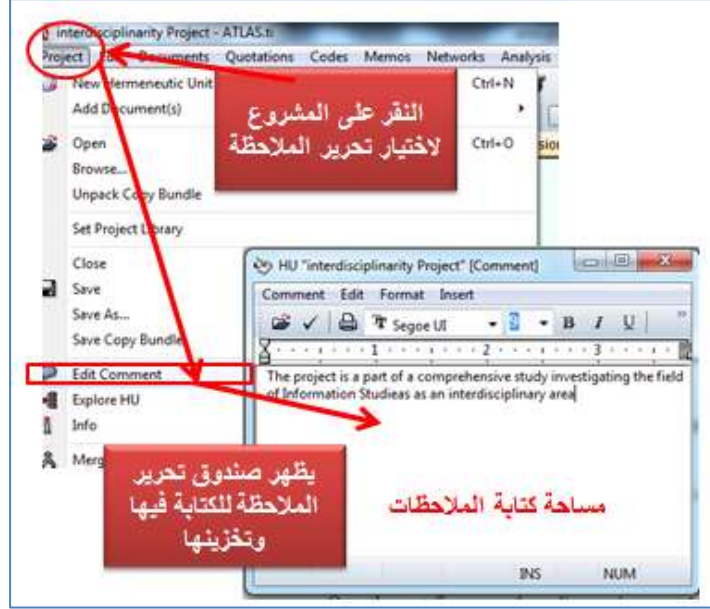 interdisciplinarity Project - ATLAS.ti
Project Edit Documents Quotations Codes Memos Networks Analysis
New Hermeneutic Unit Ctrl+N
Add Document(s)
النقر على المشروع
لاختيار تحرير الملاحظة
Open Ctrl+O
Browse...
Unpack Copy Bundle
Set Project Library
Close
Save
Save As...
Save Copy Bundle
Edit Comment
Explore HU
Info
HU "interdisciplinarity Project" [Comment]
Comment Edit Format Insert
Segoe UI 9 B I U
1 2 3
The project is a part of a comprehensive study investigating the field
of Information Studieas as an interdisciplinary area
يظهر صندوق تحرير
الملاحظة للكتابة فيها
وتخزينها
مساحة كتابة الملاحظات
INS NUM